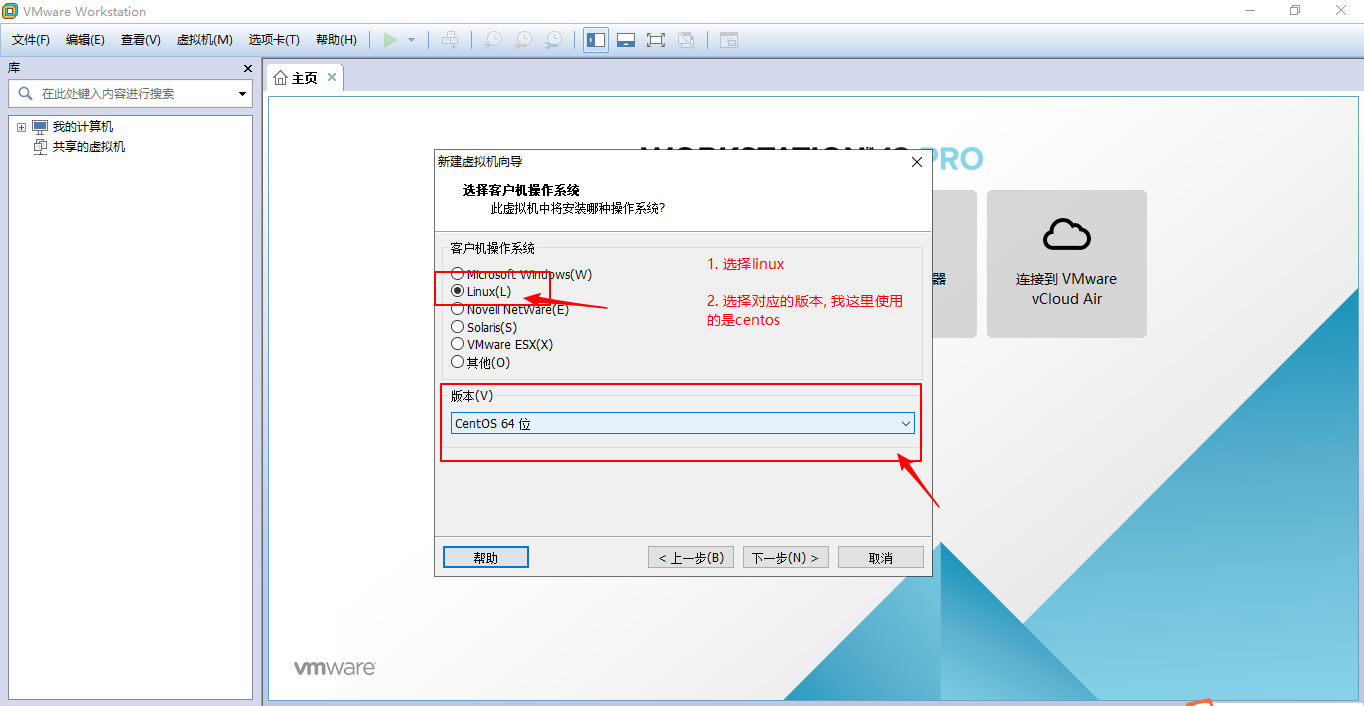 VMware Workstation
文件(F) 编辑(E) 查看(V) 虚拟机(M) 选项卡(T) 帮助(H)
库
在此处键入内容进行搜索
我的计算机
共享的虚拟机
主页
PRO
新建虚拟机向导
选择客户机操作系统
此虚拟机中将安装哪种操作系统?
客户机操作系统
Microsoft Windows(W)
Linux(L)
Novell NetWare(E)
Solaris(S)
VMware ESX(X)
其他(O)
1. 选择linux
2. 选择对应的版本, 我这里使用
的是centos
版本(V)
CentOS 64 位
帮助
< 上一步(B)
下一步(N) >
取消
器
连接到 VMware
vCloud Air
vmware